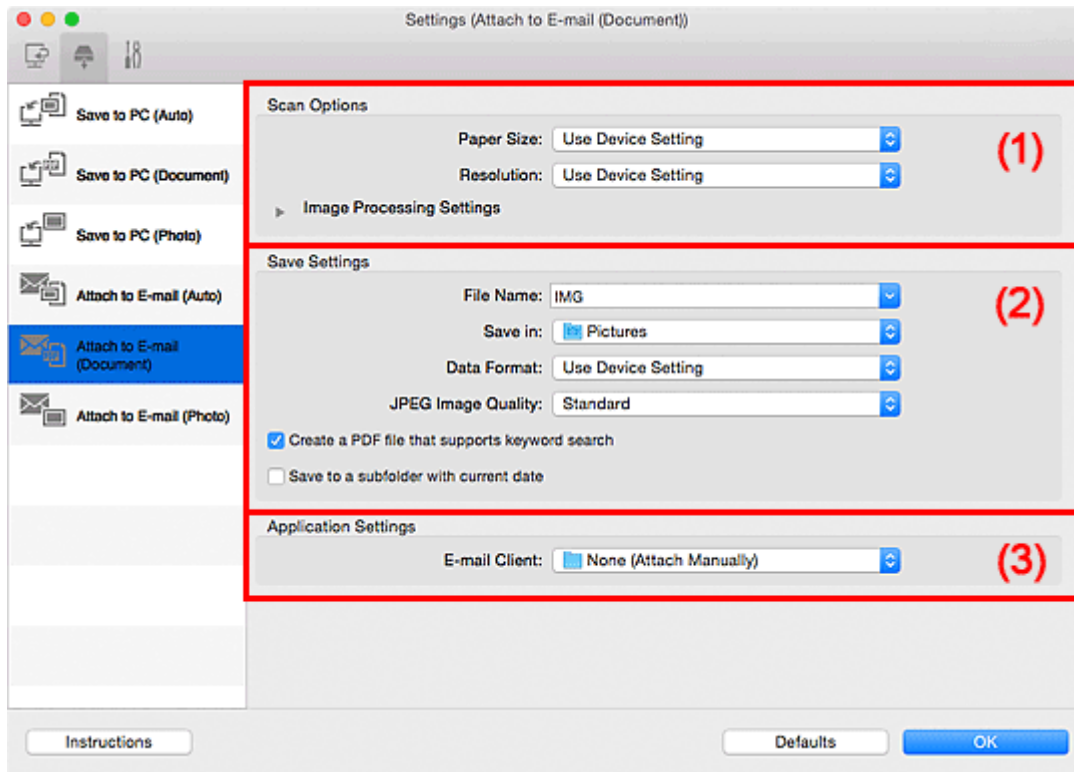 Settings (Attach to E-mail (Document))
Save to PC (Auto)
Save to PC (Document)
Save to PC (Photo)
Attach to E-mail (Auto)
Attach to E-mail
(Document)
Attach to E-mail (Photo)
Scan Options
(1)
Paper Size: Use Device Setting
Resolution: Use Device Setting
Image Processing Settings
Save Settings
(2)
File Name: IMG
Save in: Pictures
Data Format: Use Device Setting
JPEG Image Quality: Standard
Create a PDF file that supports keyword search
Save to a subfolder with current date
Application Settings
(3)
E-mail Client: None (Attach Manually)
Instructions
Defaults
OK